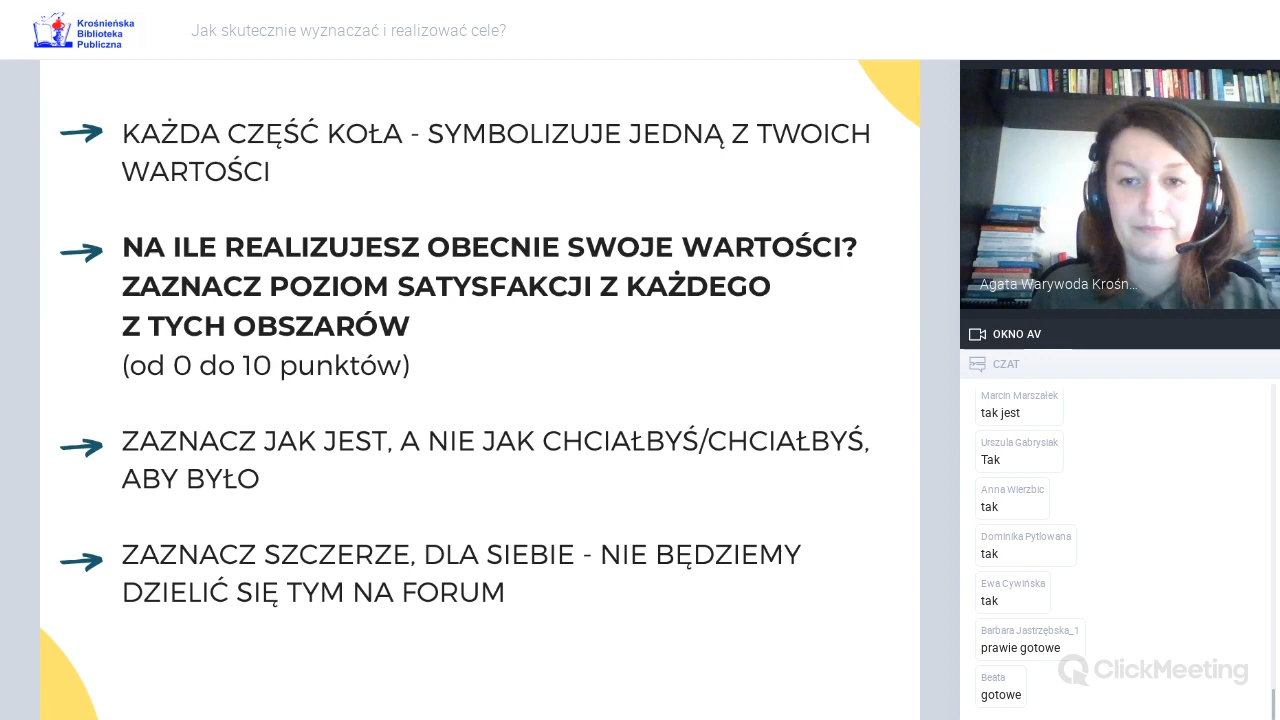 Krośnieńska
Biblioteka
Publiczna
Jak skutecznie wyznaczać i realizować cele?
KAŻDA CZĘŚĆ KOŁA - SYMBOLIZUJE JEDNĄ Z TWOICH
WARTOŚCI
NA ILE REALIZUJESZ OBECNIE SWOJE WARTOŚCI?
ZAZNACZ POZIOM SATYSFAKCJI Z KAŻDEGO
Z TYCH OBSZARÓW
(od 0 do 10 punktów)
ZAZNACZ JAK JEST, A NIE JAK CHCIAŁBYŚ/CHCIAŁBYŚ,
ABY BYŁO
ZAZNACZ SZCZERZE, DLA SIEBIE - NIE BĘDZIEMY
DZIELIĆ SIĘ TYM NA FORUM
Agata Warywoda Krośn...
OKNO AV
CZAT
Marcin Marszałek
tak jest
Urszula Gabrysiak
Tak
Anna Wierzbic
tak
Dominika Pytlowana
tak
Ewa Cywińska
tak
Barbara Jastrzębska_1
prawie gotowe
Beata
gotowe
ClickMeeting